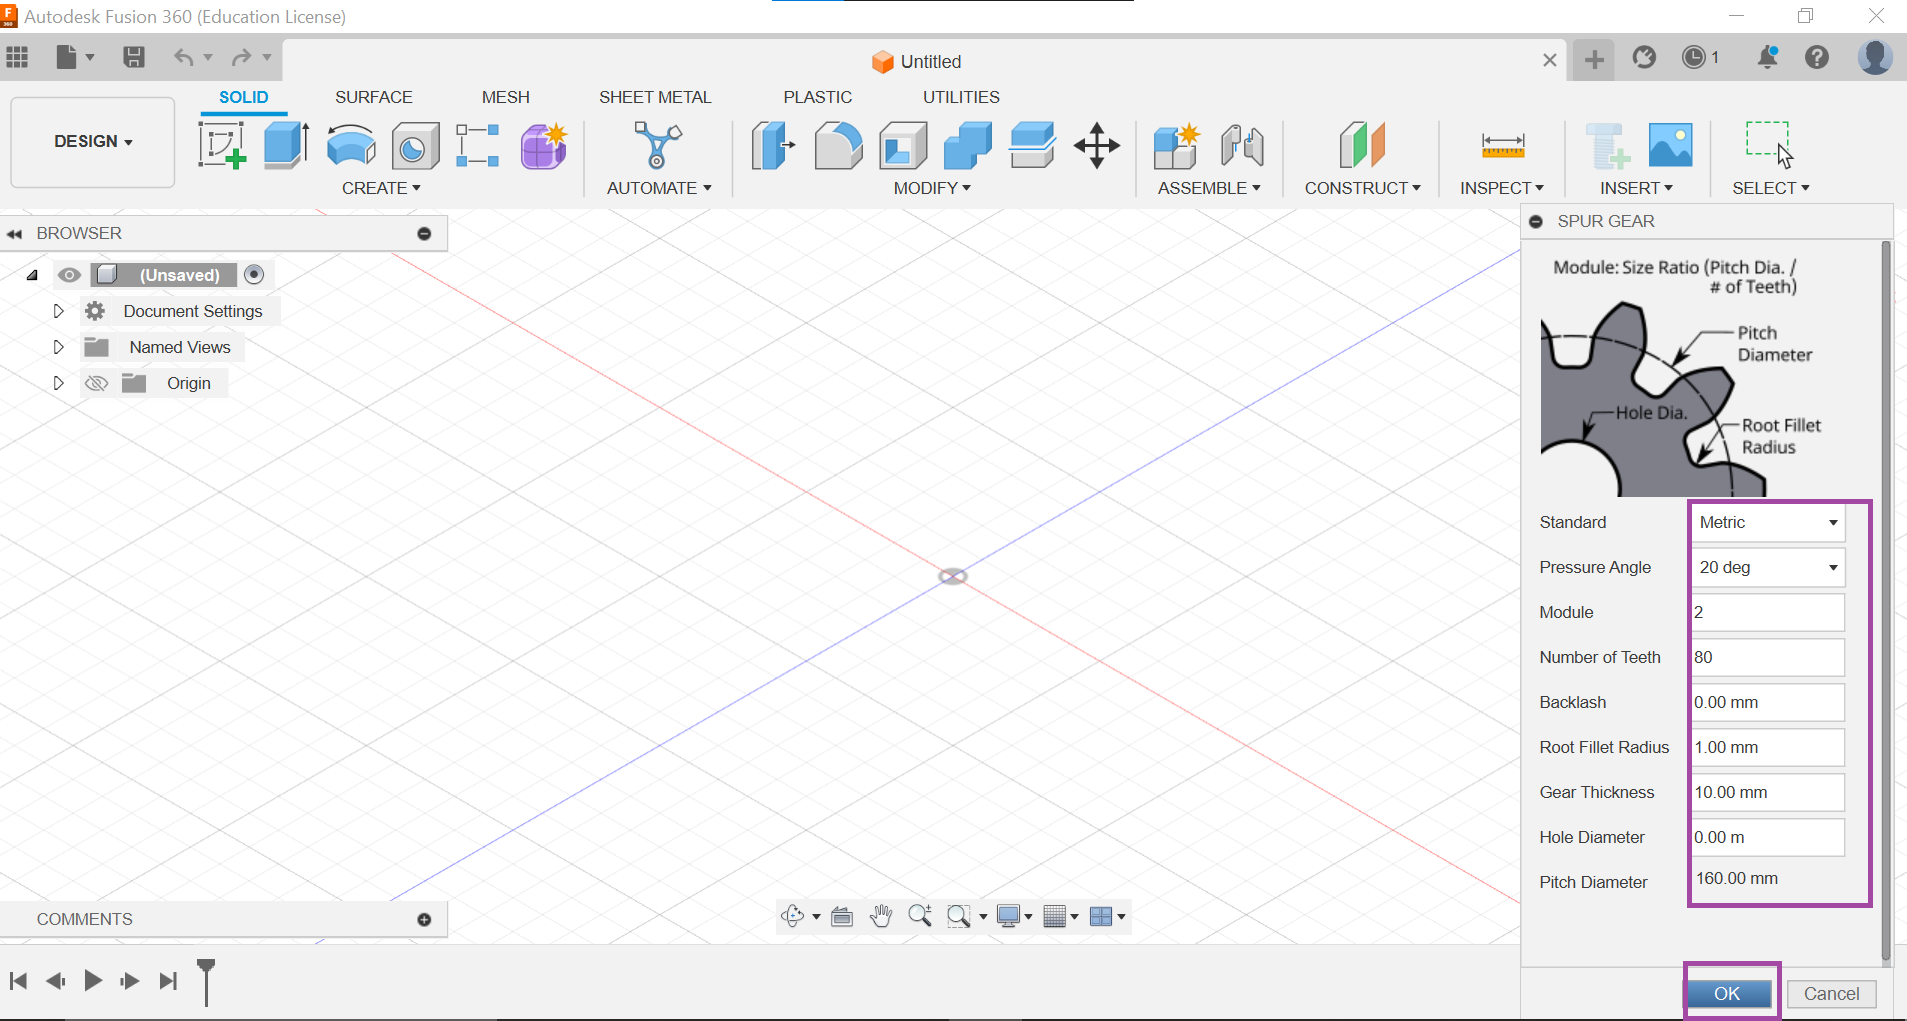 Autodesk Fusion 360 (Education License)
Untitled
1
SOLID SURFACE MESH SHEET METAL PLASTIC UTILITIES
DESIGN
CREATE AUTOMATE MODIFY ASSEMBLE CONSTRUCT INSPECT INSERT SELECT
BROWSER
(Unsaved)
Document Settings
Named Views
Origin
SPUR GEAR
Module: Size Ratio (Pitch Dia. /
# of Teeth)
Pitch
Diameter
Hole Dia.
Root Fillet
Radius
Standard Metric
Pressure Angle 20 deg
Module 2
Number of Teeth 80
Backlash 0.00 mm
Root Fillet Radius 1.00 mm
Gear Thickness 10.00 mm
Hole Diameter 0.00 m
Pitch Diameter 160.00 mm
COMMENTS
OK Cancel